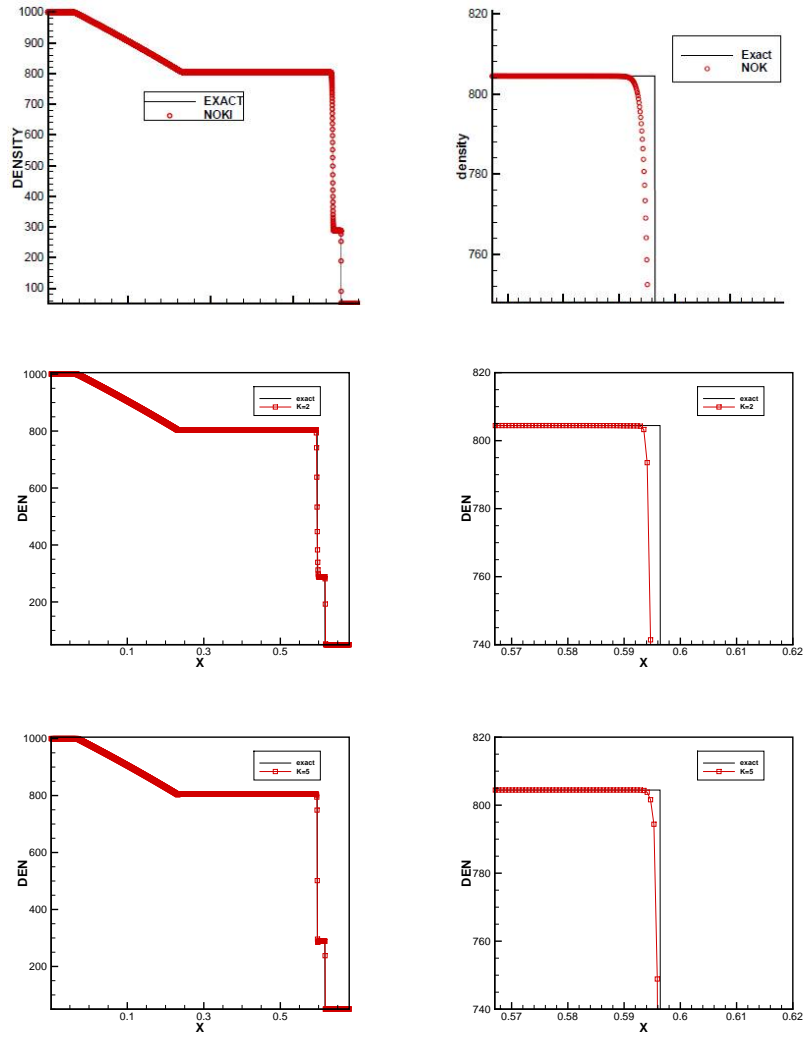 1000
900
800
700
600
500
400
300
200
100
DENSITY
EXACT
NOKI
820
800
780
760
density
Exact
NOK
1000
800
600
400
200
DEN
exact
K=2
0.1 0.3 0.5
X
820
800
780
760
740
DEN
exact
K=2
0.57 0.58 0.59 0.6 0.61 0.62
X
1000
800
600
400
200
DEN
exact
K=5
0.1 0.3 0.5
X
820
800
780
760
740
DEN
exact
K=5
0.57 0.58 0.59 0.6 0.61 0.62
X